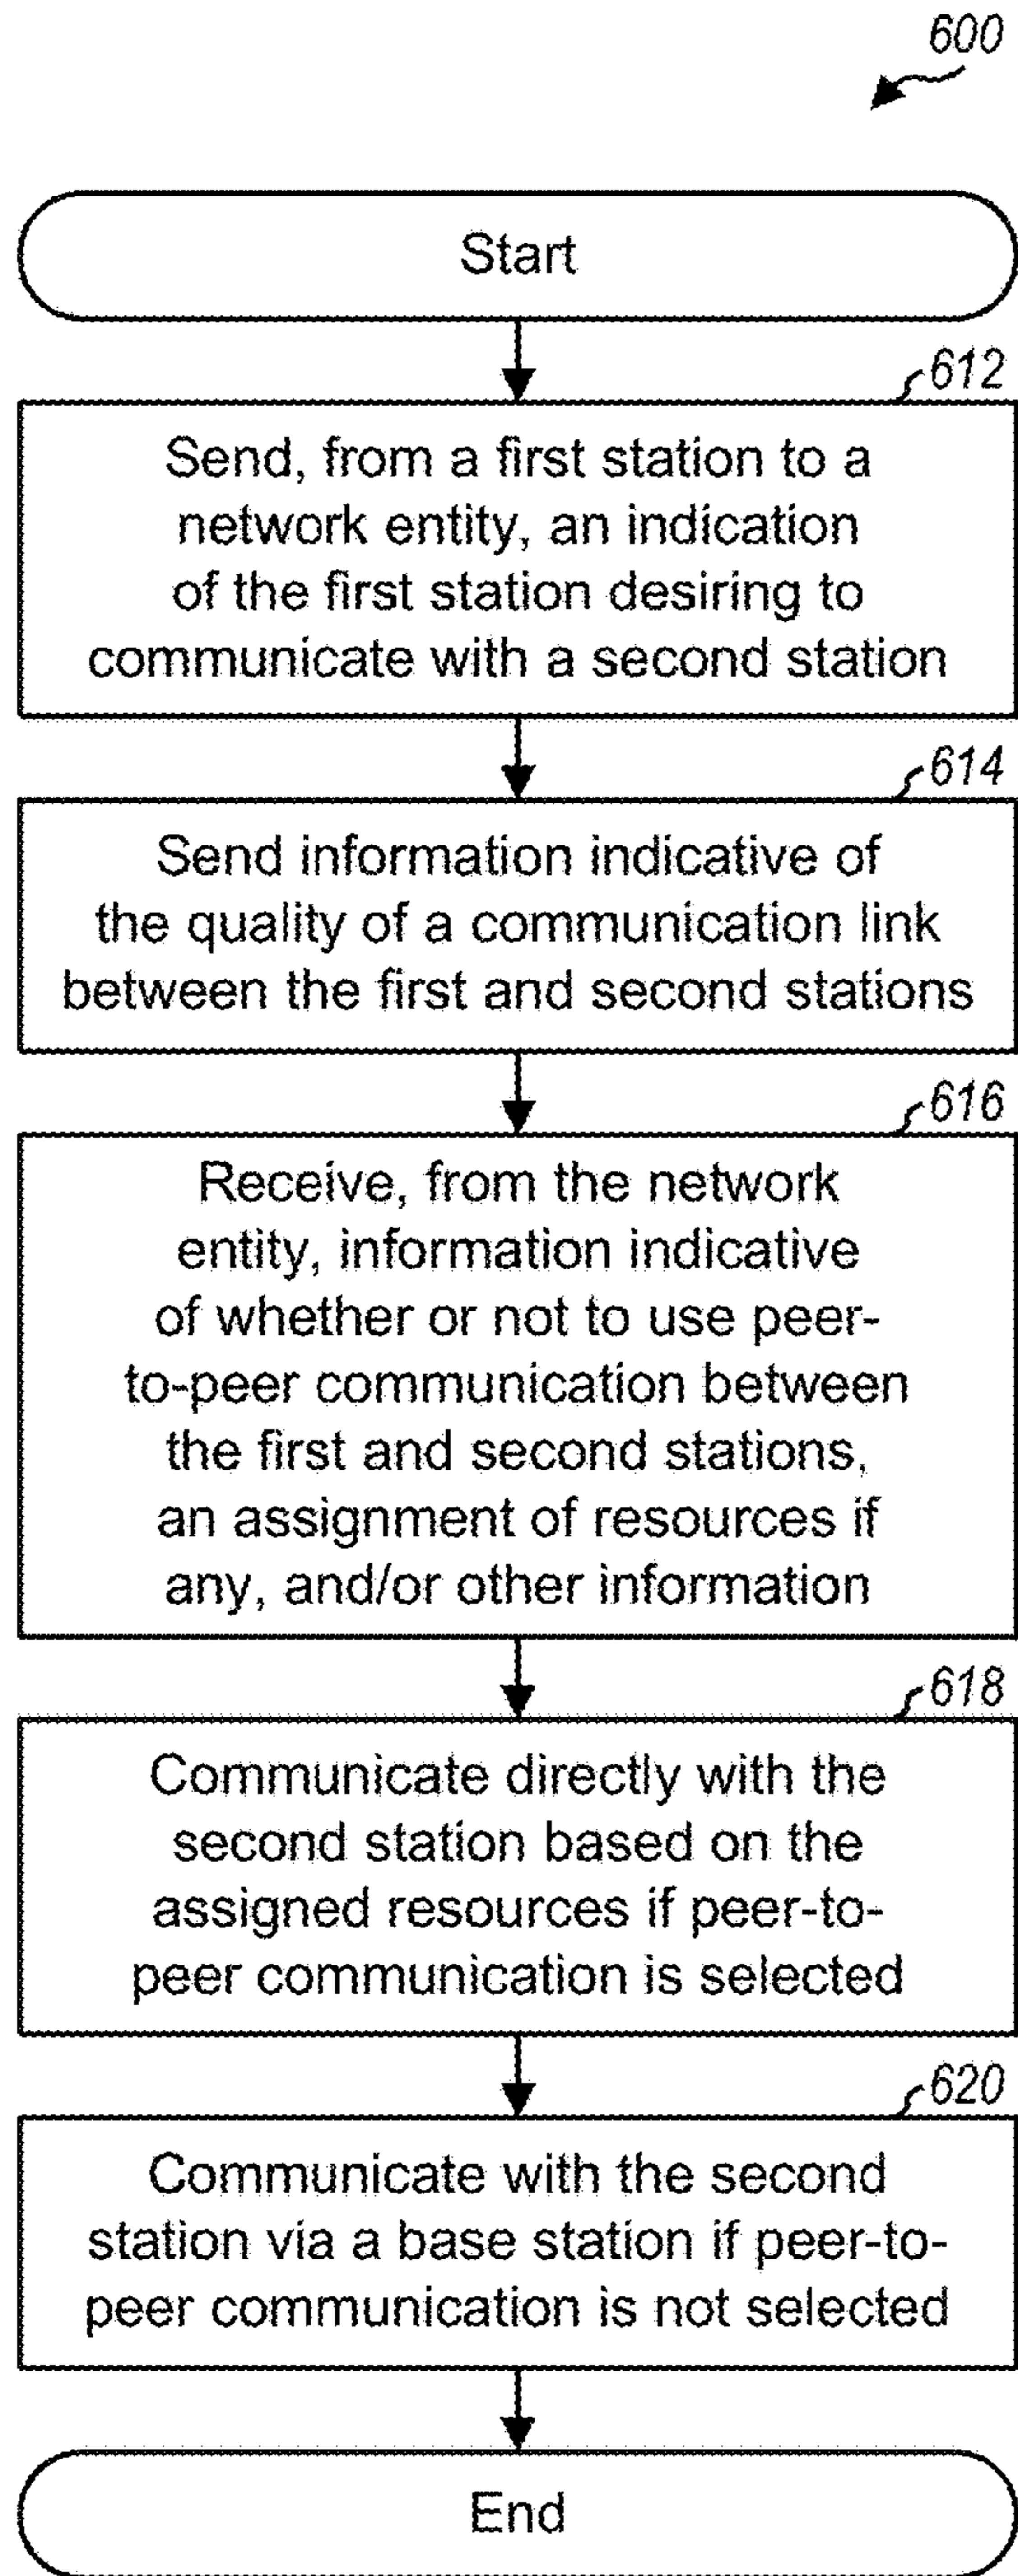 600
Start
612
Send, from a first station to a
network entity, an indication
of the first station desiring to
communicate with a second station
614
Send information indicative of
the quality of a communication link
between the first and second stations
616
Receive, from the network
entity, information indicative
of whether or not to use peer-
to-peer communication between
the first and second stations,
an assignment of resources if
any, and/or other information
618
Communicate directly with the
second station based on the
assigned resources if peer-to-
peer communication is selected
620
Communicate with the second
station via a base station if peer-to-
peer communication is not selected
End